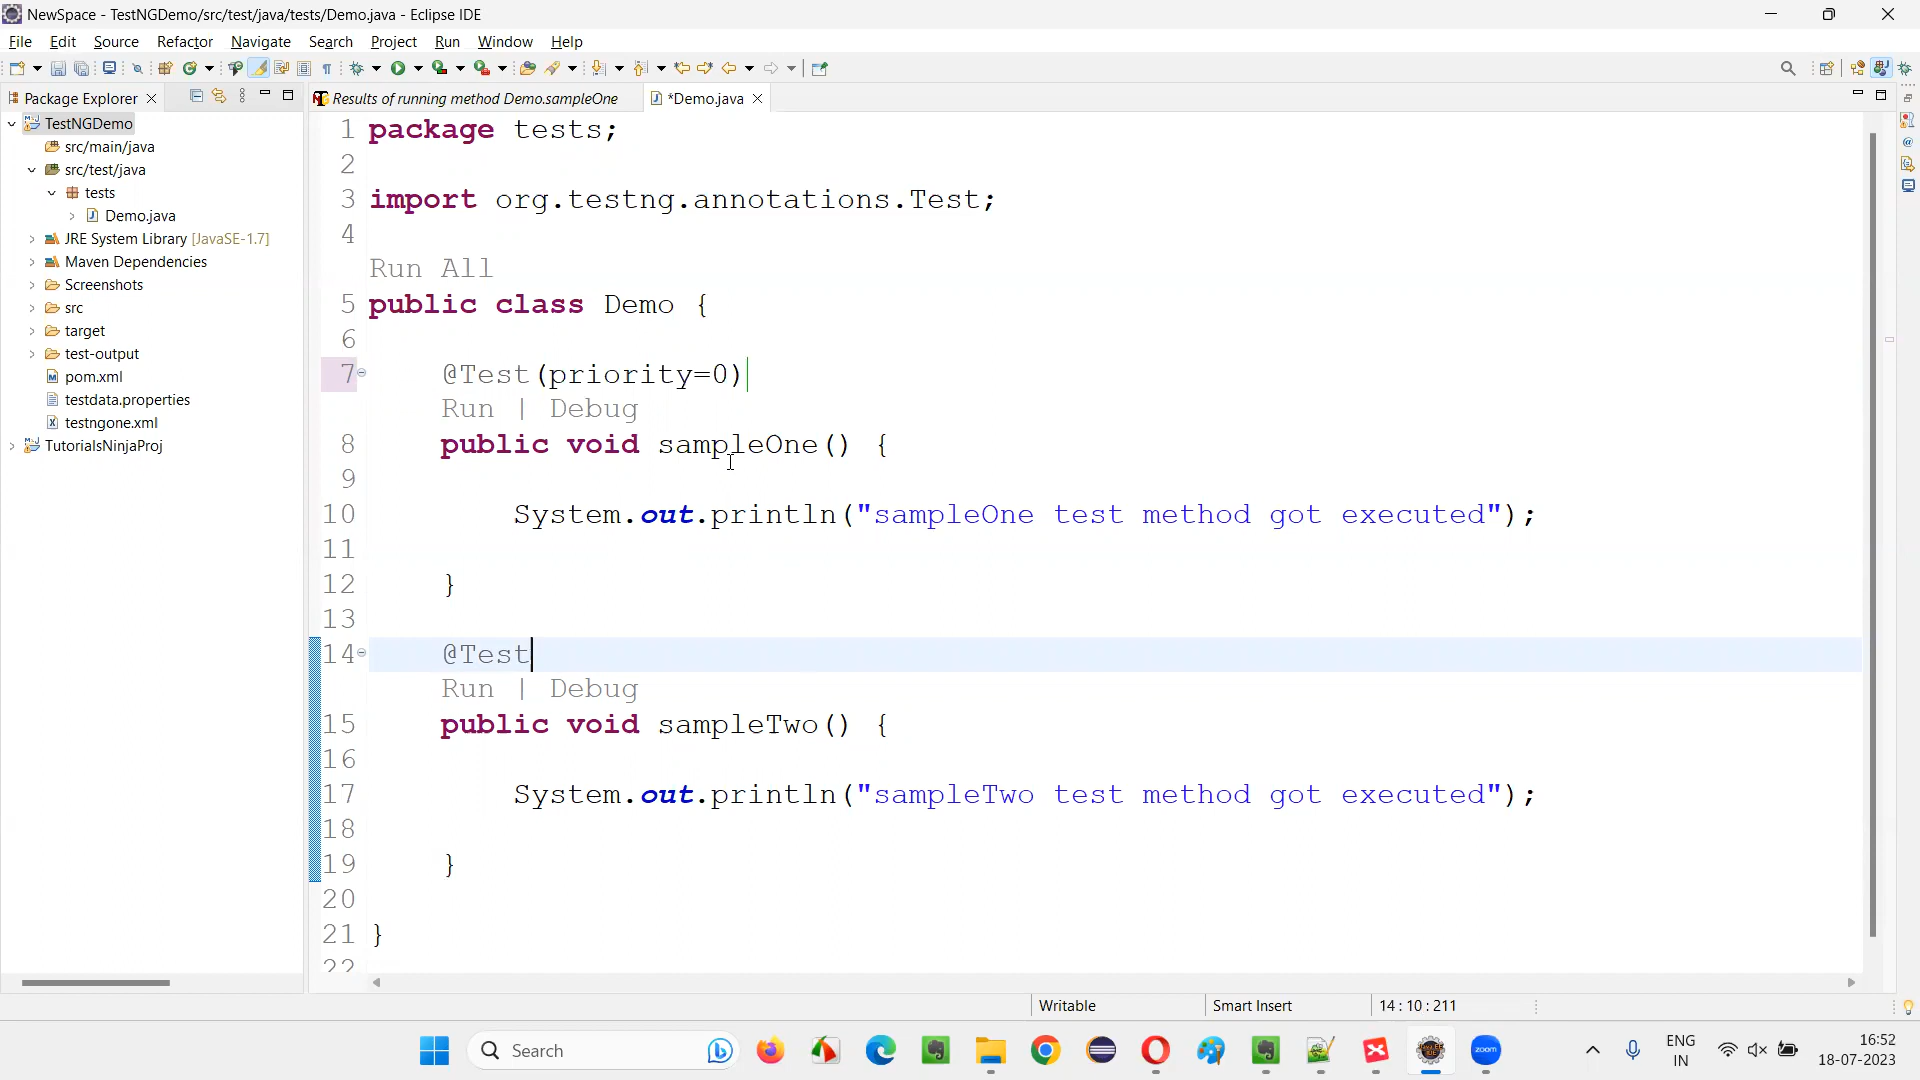 NewSpace - TestNGDemo/src/test/java/tests/Demo.java - Eclipse IDE
File Edit Source Refactor Navigate Search Run Project Run Window Help
Package Explorer
Results of running method Demo.sampleOne
*Demo.java
TestNGDemo
src/main/java
src/test/java
tests
Demo.java
JRE System Library [JavaSE-1.7]
Maven Dependencies
Screenshots
src
target
test-output
pom.xml
testdata.properties
testngone.xml
TutorialsNinjaProj
1 package tests;
2
3 import org.testng.annotations.Test;
4
Run All
5 public class Demo {
6
7 @Test(priority=0)
Run | Debug
8 public void sampleOne() {
9
10 System.out.println("sampleOne test method got executed");
11
12 }
13
14 @Test
Run | Debug
15 public void sampleTwo() {
16
17 System.out.println("sampleTwo test method got executed");
18
19 }
20
21 }
22
Writable Smart Insert 14 : 10 : 211
Search
zoom
ENG
IN
16:52
18-07-2023